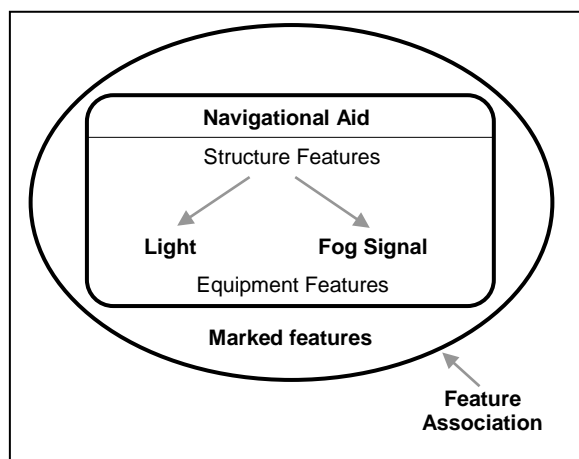 Navigational Aid
Structure Features
Light
Fog Signal
Equipment Features
Marked features
Feature
Association